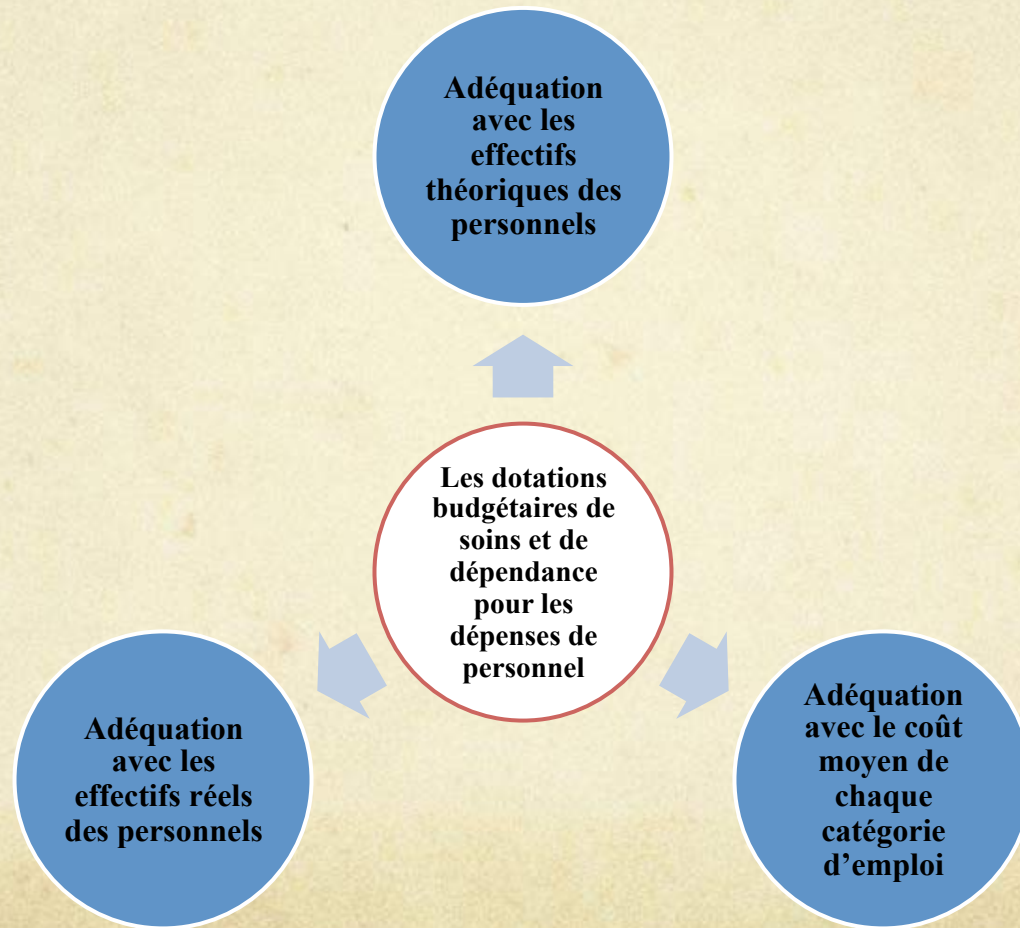 Adéquation
avec les
effectifs
théoriques des
personnels
Les dotations
budgétaires de
soins et de
dépendance
pour les
dépenses de
personnel
Adéquation
avec les
effectifs réels
des personnels
Adéquation
avec le coût
moyen de
chaque
catégorie
d’emploi